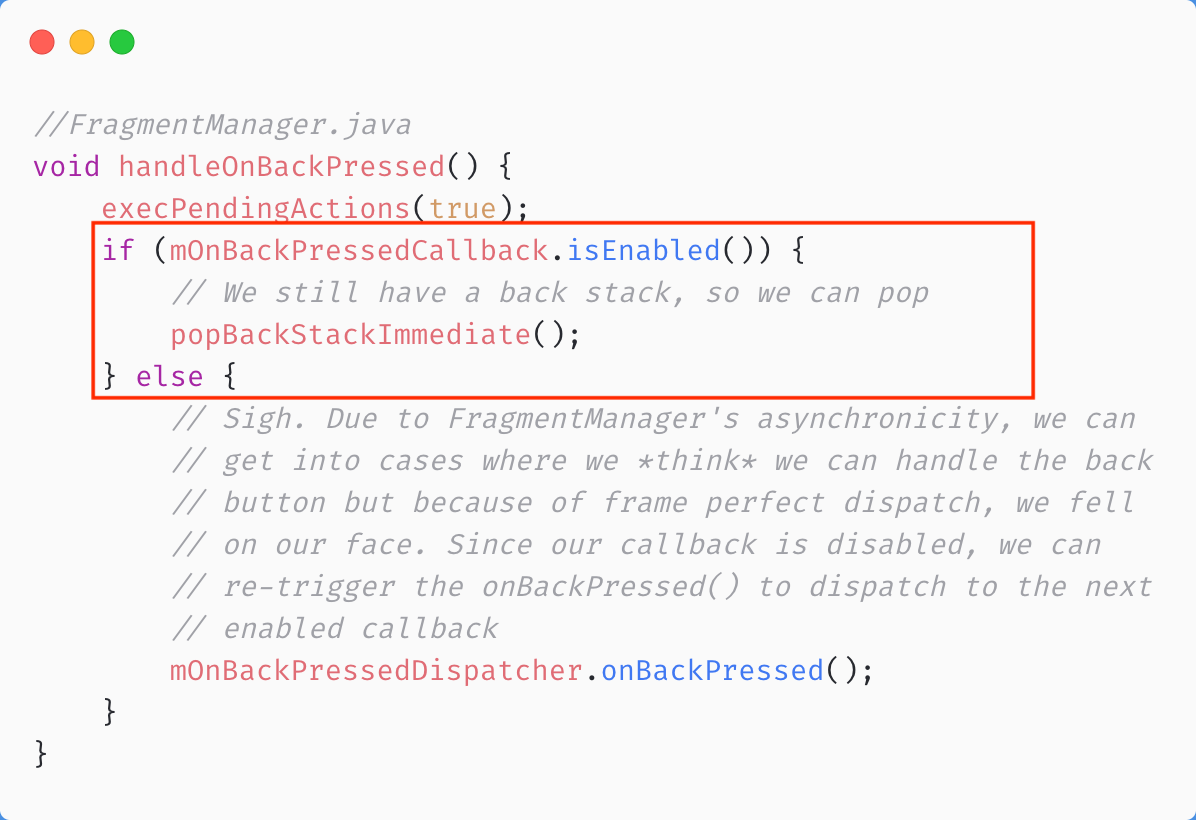 //FragmentManager.java
void handleOnBackPressed() {
    execPendingActions(true);
    if (mOnBackPressedCallback.isEnabled()) {
        // We still have a back stack, so we can pop
        popBackStackImmediate();
    } else {
        // Sigh. Due to FragmentManager's asynchronicity, we can
        // get into cases where we *think* we can handle the back
        // button but because of frame perfect dispatch, we fell
        // on our face. Since our callback is disabled, we can
        // re-trigger the onBackPressed() to dispatch to the next
        // enabled callback
        mOnBackPressedDispatcher.onBackPressed();
    }
}